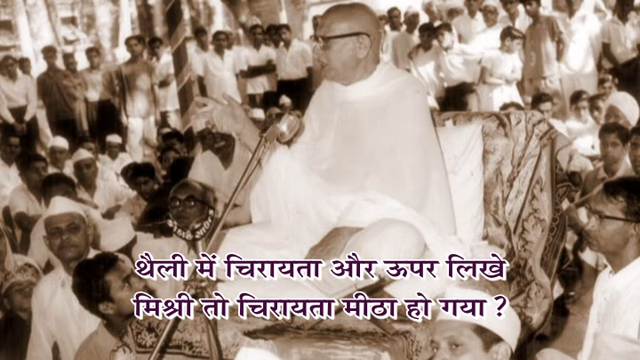 थैली में चिरायता और ऊपर लिखे
मिश्री तो चिरायता मीठा हो गया ?